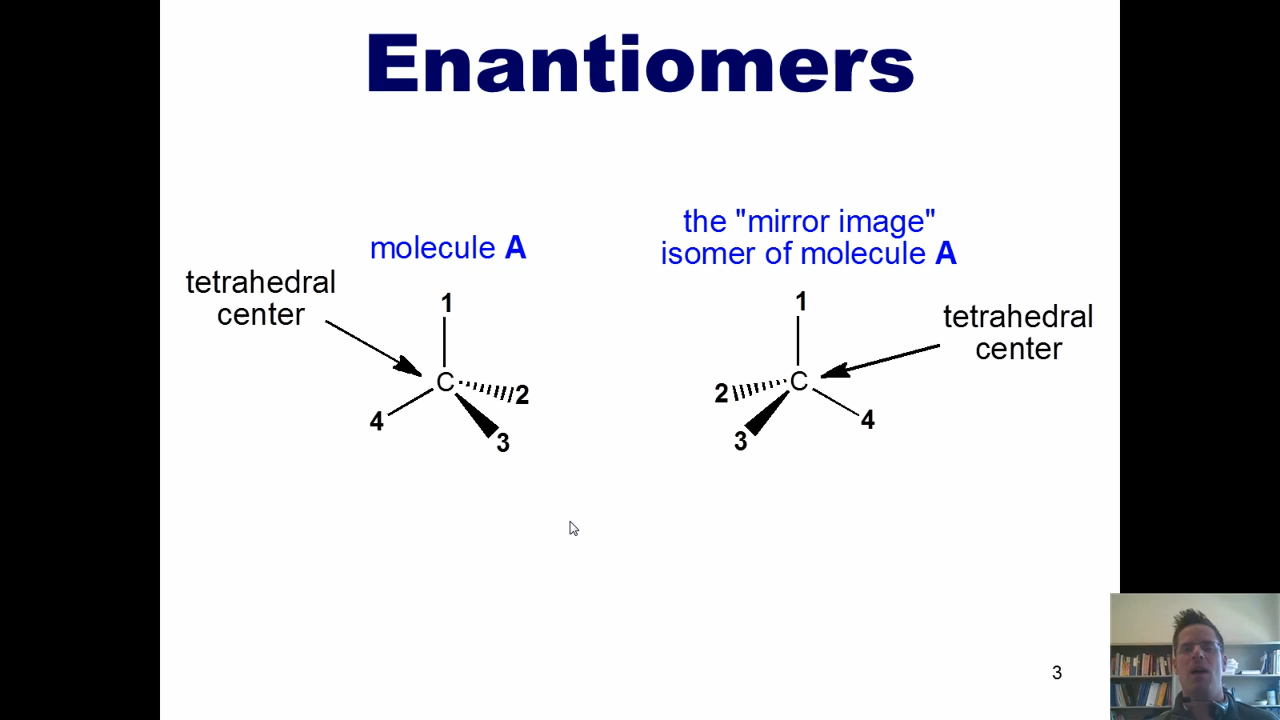 Enantiomers
molecule A
the "mirror image"
isomer of molecule A
tetrahedral
center
tetrahedral
center
1
C
2
3
4
1
C
2
3
4
3